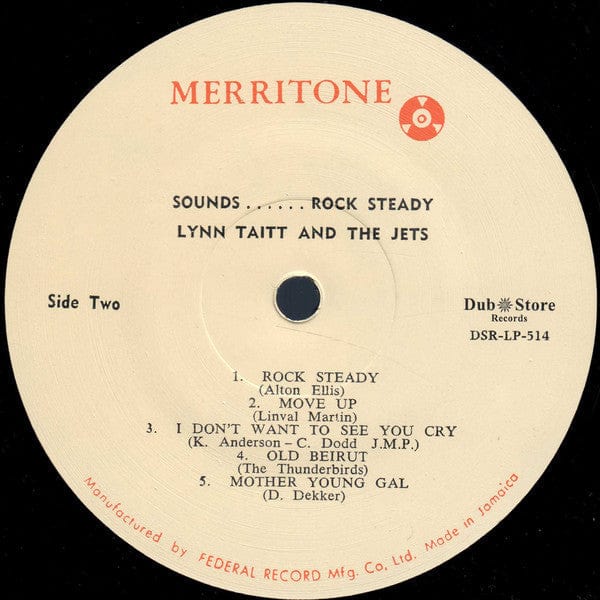 MERRITONE
SOUNDS ...... ROCK STEADY
LYNN TAITT AND THE JETS
Side Two
Dub Store
Records
DSR-LP-514
1. ROCK STEADY
(Alton Ellis)
2. MOVE UP
(Linval Martin)
3. I DON'T WANT TO SEE YOU CRY
(K. Anderson – C. Dodd J.M.P.)
4. OLD BEIRUT
(The Thunderbirds)
5. MOTHER YOUNG GAL
(D. Dekker)
Manufactured by FEDERAL RECORD Mfg. Co. Ltd. Made in Jamaica